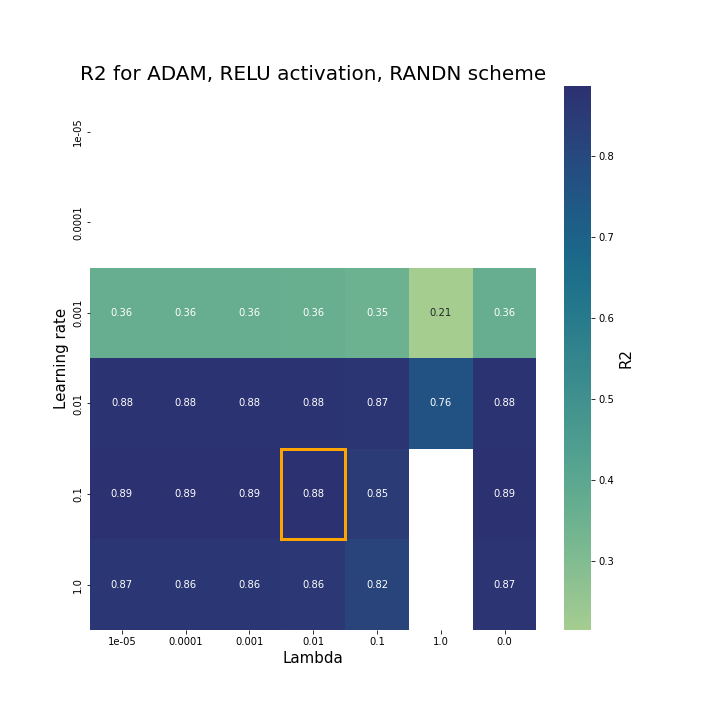 R2 for ADAM, RELU activation, RANDN scheme
1e-05
0.0001
0.001 0.36 0.36 0.36 0.36 0.35 0.21 0.36
0.01 0.88 0.88 0.88 0.88 0.87 0.76 0.88
0.1 0.89 0.89 0.89 0.88 0.85 0.89
1.0 0.87 0.86 0.86 0.86 0.82 0.87
1e-05 0.0001 0.001 0.01 0.1 1.0 0.0
Lambda
Learning rate
0.8
0.7
0.6
0.5
0.4
0.3
R2